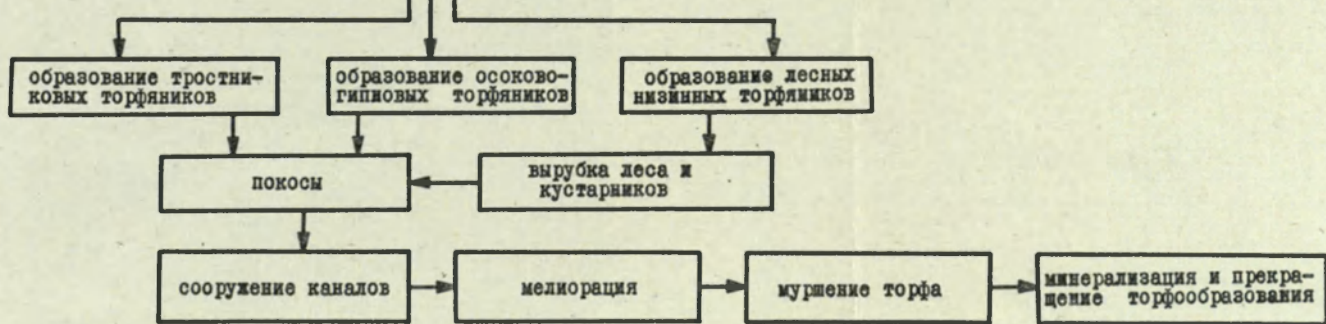 образование тростни-
ковых торфяников
образование осоково-
гипновых торфяников
образование лесных
низинных торфяников
покосы
вырубка леса и
кустарников
сооружение каналов
мелиорация
муршение торфа
минерализация и прекра-
щение торфообразования